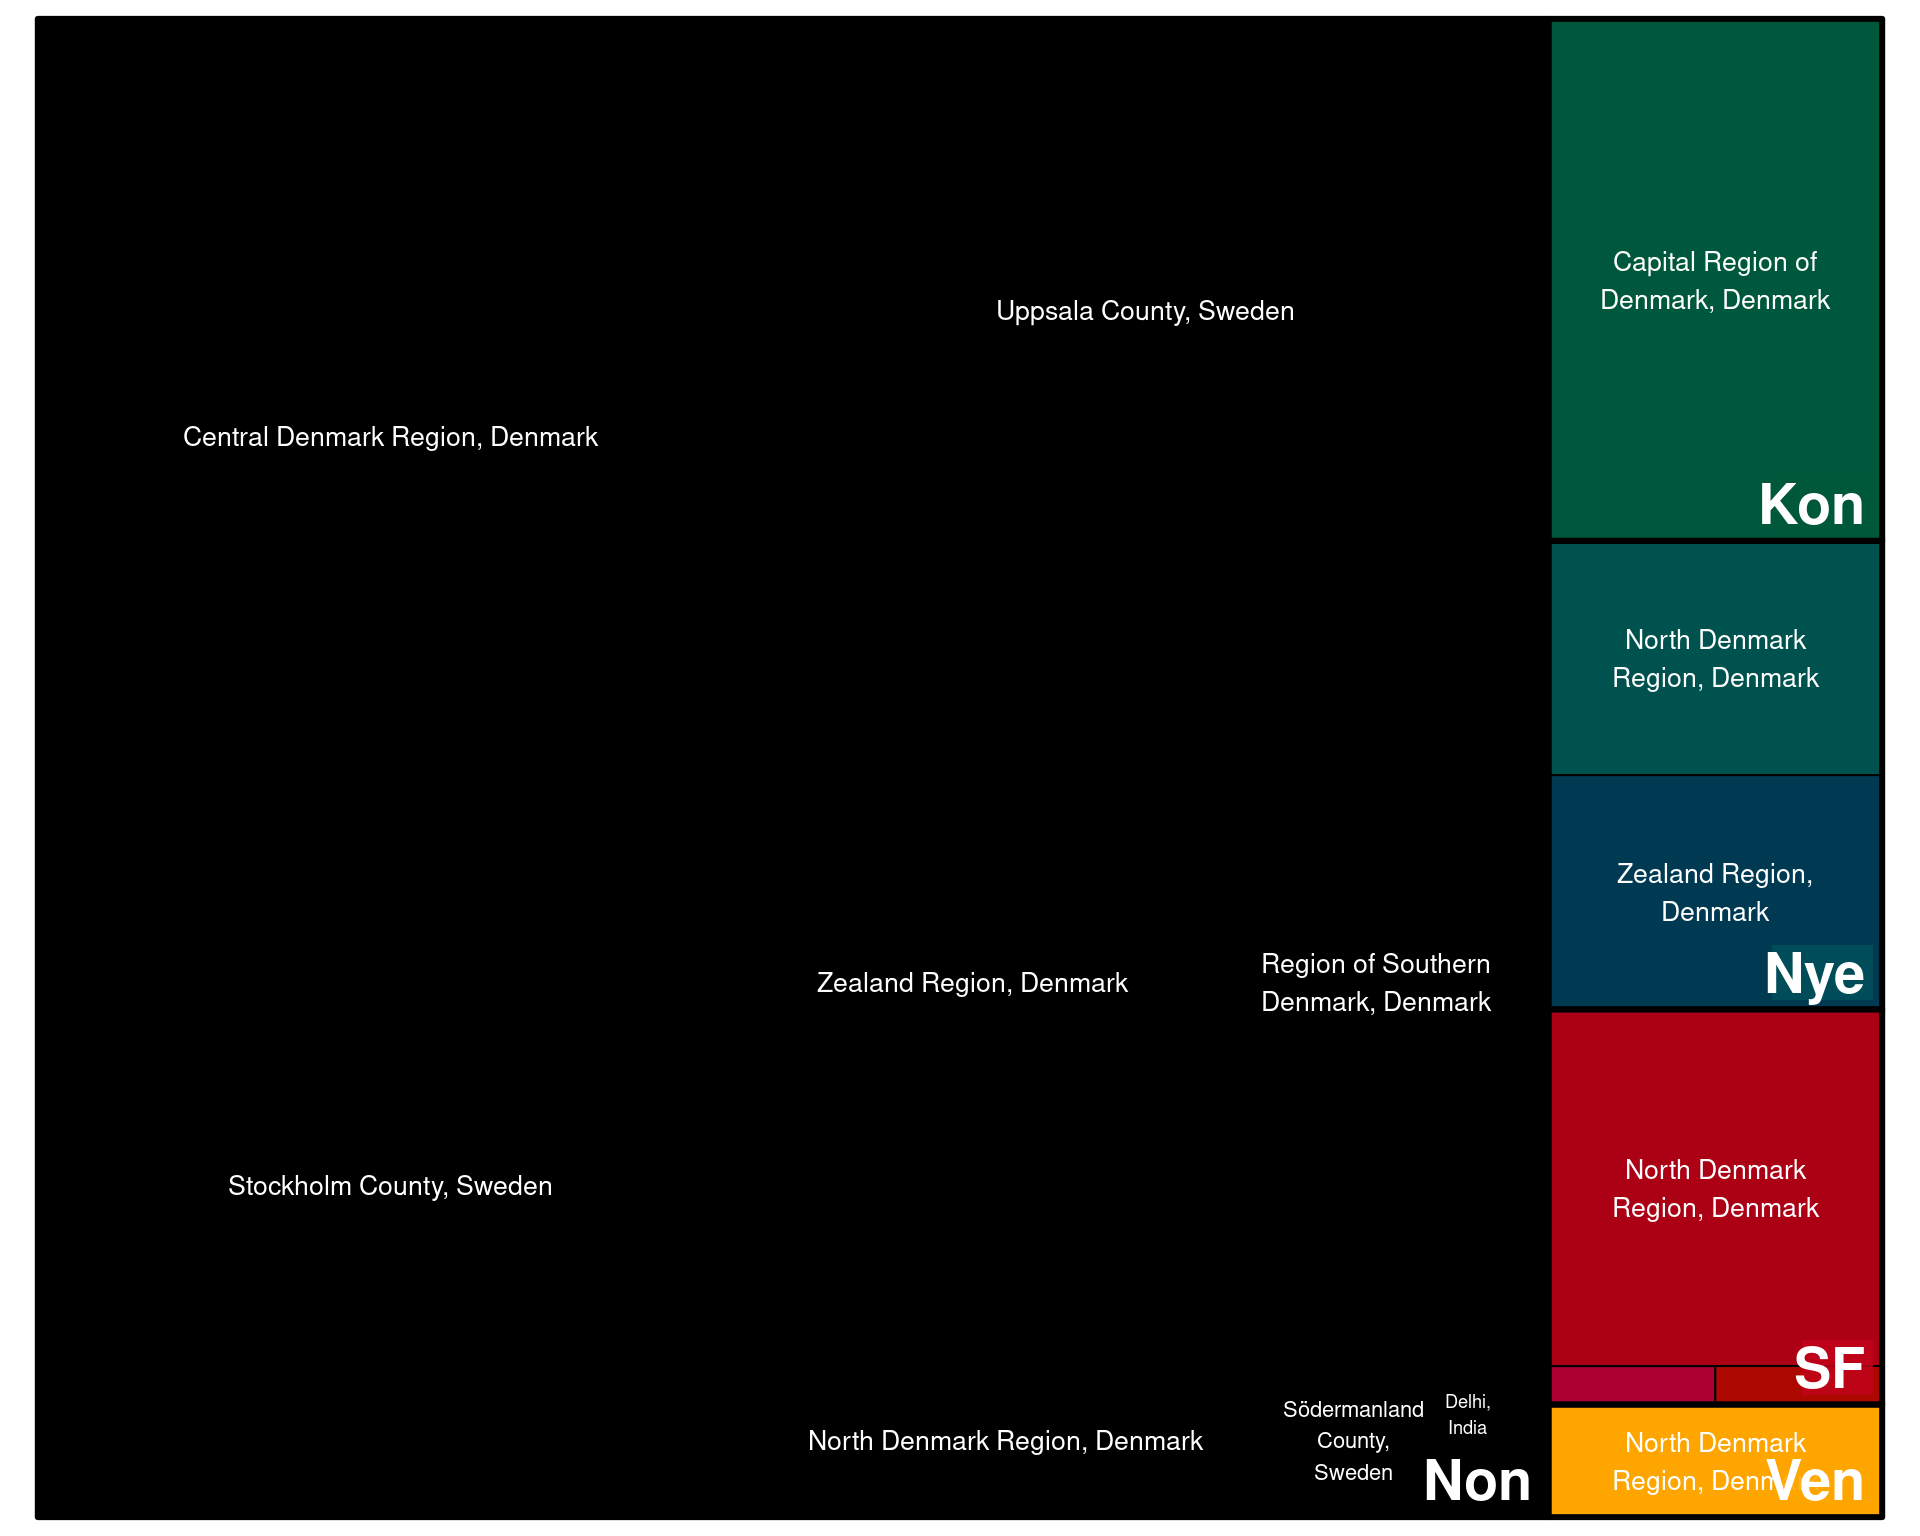 Central Denmark Region, Denmark
Uppsala County, Sweden
Stockholm County, Sweden
Zealand Region, Denmark
Region of Southern
Denmark, Denmark
North Denmark Region, Denmark
Södermanland
County,
Sweden
Delhi,
India
Non
Capital Region of
Denmark, Denmark
Kon
North Denmark
Region, Denmark
Zealand Region,
Denmark
Nye
North Denmark
Region, Denmark
SF
North Denmark
Region, Denm
Ven